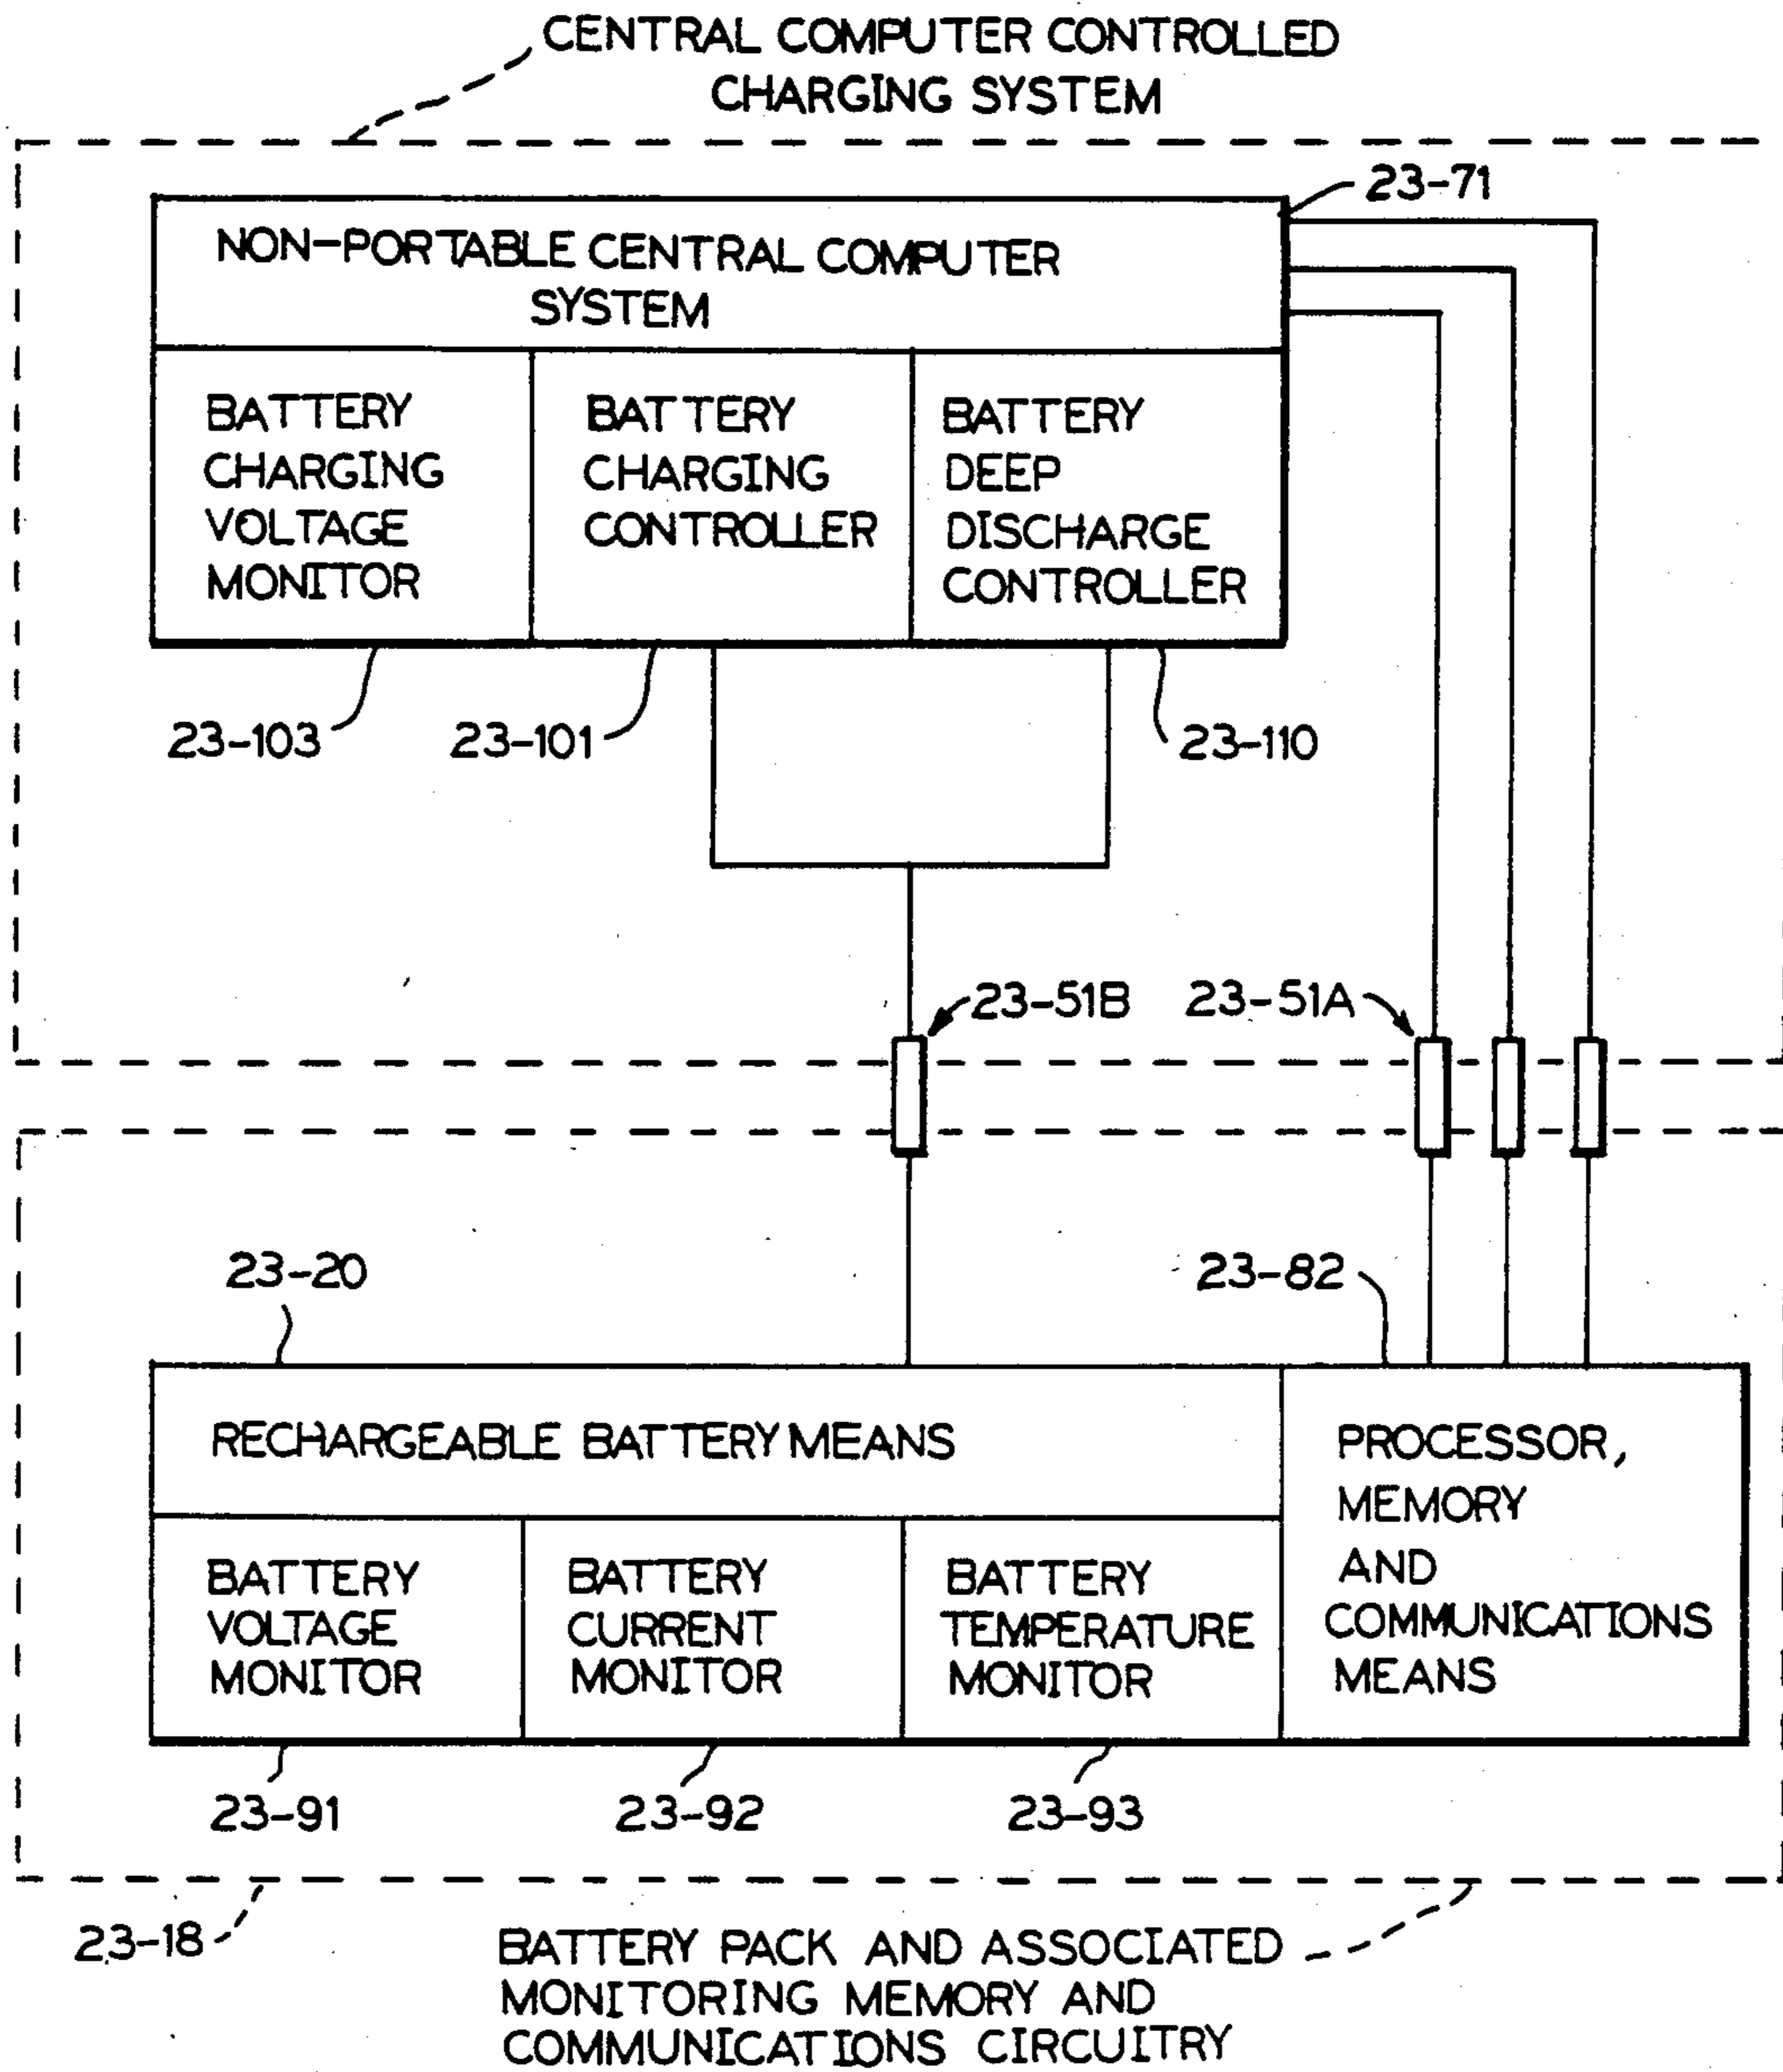 CENTRAL COMPUTER CONTROLLED
CHARGING SYSTEM
23-71
NON-PORTABLE CENTRAL COMPUTER
SYSTEM
BATTERY
CHARGING
VOLTAGE
MONITOR
BATTERY
CHARGING
CONTROLLER
BATTERY
DEEP
DISCHARGE
CONTROLLER
23-103
23-101
23-110
23-51B
23-51A
23-20
23-82
RECHARGEABLE BATTERY MEANS
PROCESSOR,
MEMORY
AND
COMMUNICATIONS
MEANS
BATTERY
VOLTAGE
MONITOR
BATTERY
CURRENT
MONITOR
BATTERY
TEMPERATURE
MONITOR
23-91
23-92
23-93
23-18
BATTERY PACK AND ASSOCIATED
MONITORING MEMORY AND
COMMUNICATIONS CIRCUITRY